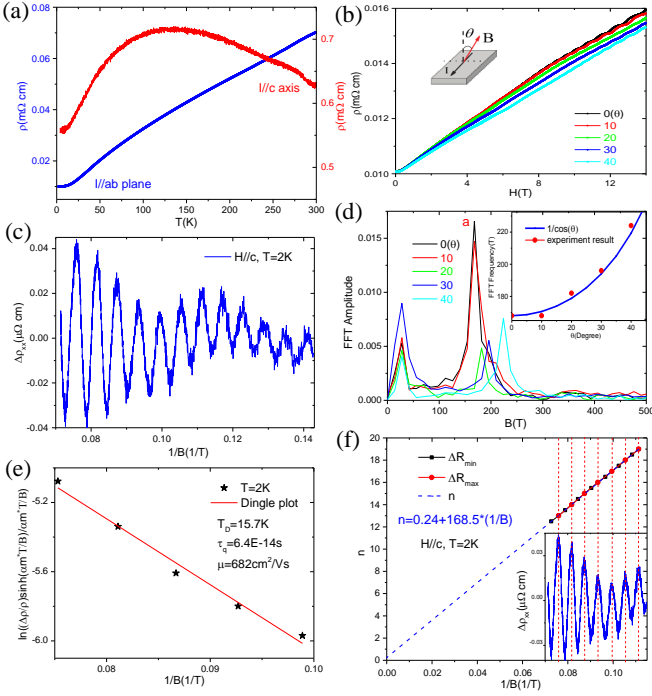 (a)
0.08
0.06
0.04
0.02
ρ(mΩ cm)
0.7
0.6
0.5
ρ(mΩ cm)
I//c axis
I//ab plane
0 50 100 150 200 250 300
T(K)
(b)
0.016
0.014
0.012
0.010
ρ(mΩ cm)
θ
B
I
0(θ)
10
20
30
40
0 4 8 12
H(T)
(c)
0.04
0.02
0.00
-0.02
-0.04
Δρxx(μΩ cm)
H//c, T=2K
0.08 0.10 0.12 0.14
1/B(1/T)
(d)
0.015
0.010
0.005
0.000
FFT Amplitude
a
0(θ)
10
20
30
40
1/cos(θ)
experiment result
220
200
180
FFT Frequency(T)
0 10 20 30 40
θ(Degree)
0 100 200 300 400 500
B(T)
(e)
-5.2
-5.6
-6.0
ln((Δρ/ρ)sinh(αm*T/B)/αm*T/B)
T=2K
Dingle plot
TD=15.7K
τq=6.4E-14s
μ=682cm²/Vs
0.08 0.09 0.10
1/B(1/T)
(f)
20
18
16
14
12
10
8
6
4
2
0
n
ΔRmin
ΔRmax
n
n=0.24+168.5*(1/B)
H//c, T=2K
0.03
0.00
-0.03
Δρxx(μΩ cm)
0.00 0.02 0.04 0.06 0.08 0.10
1/B(1/T)